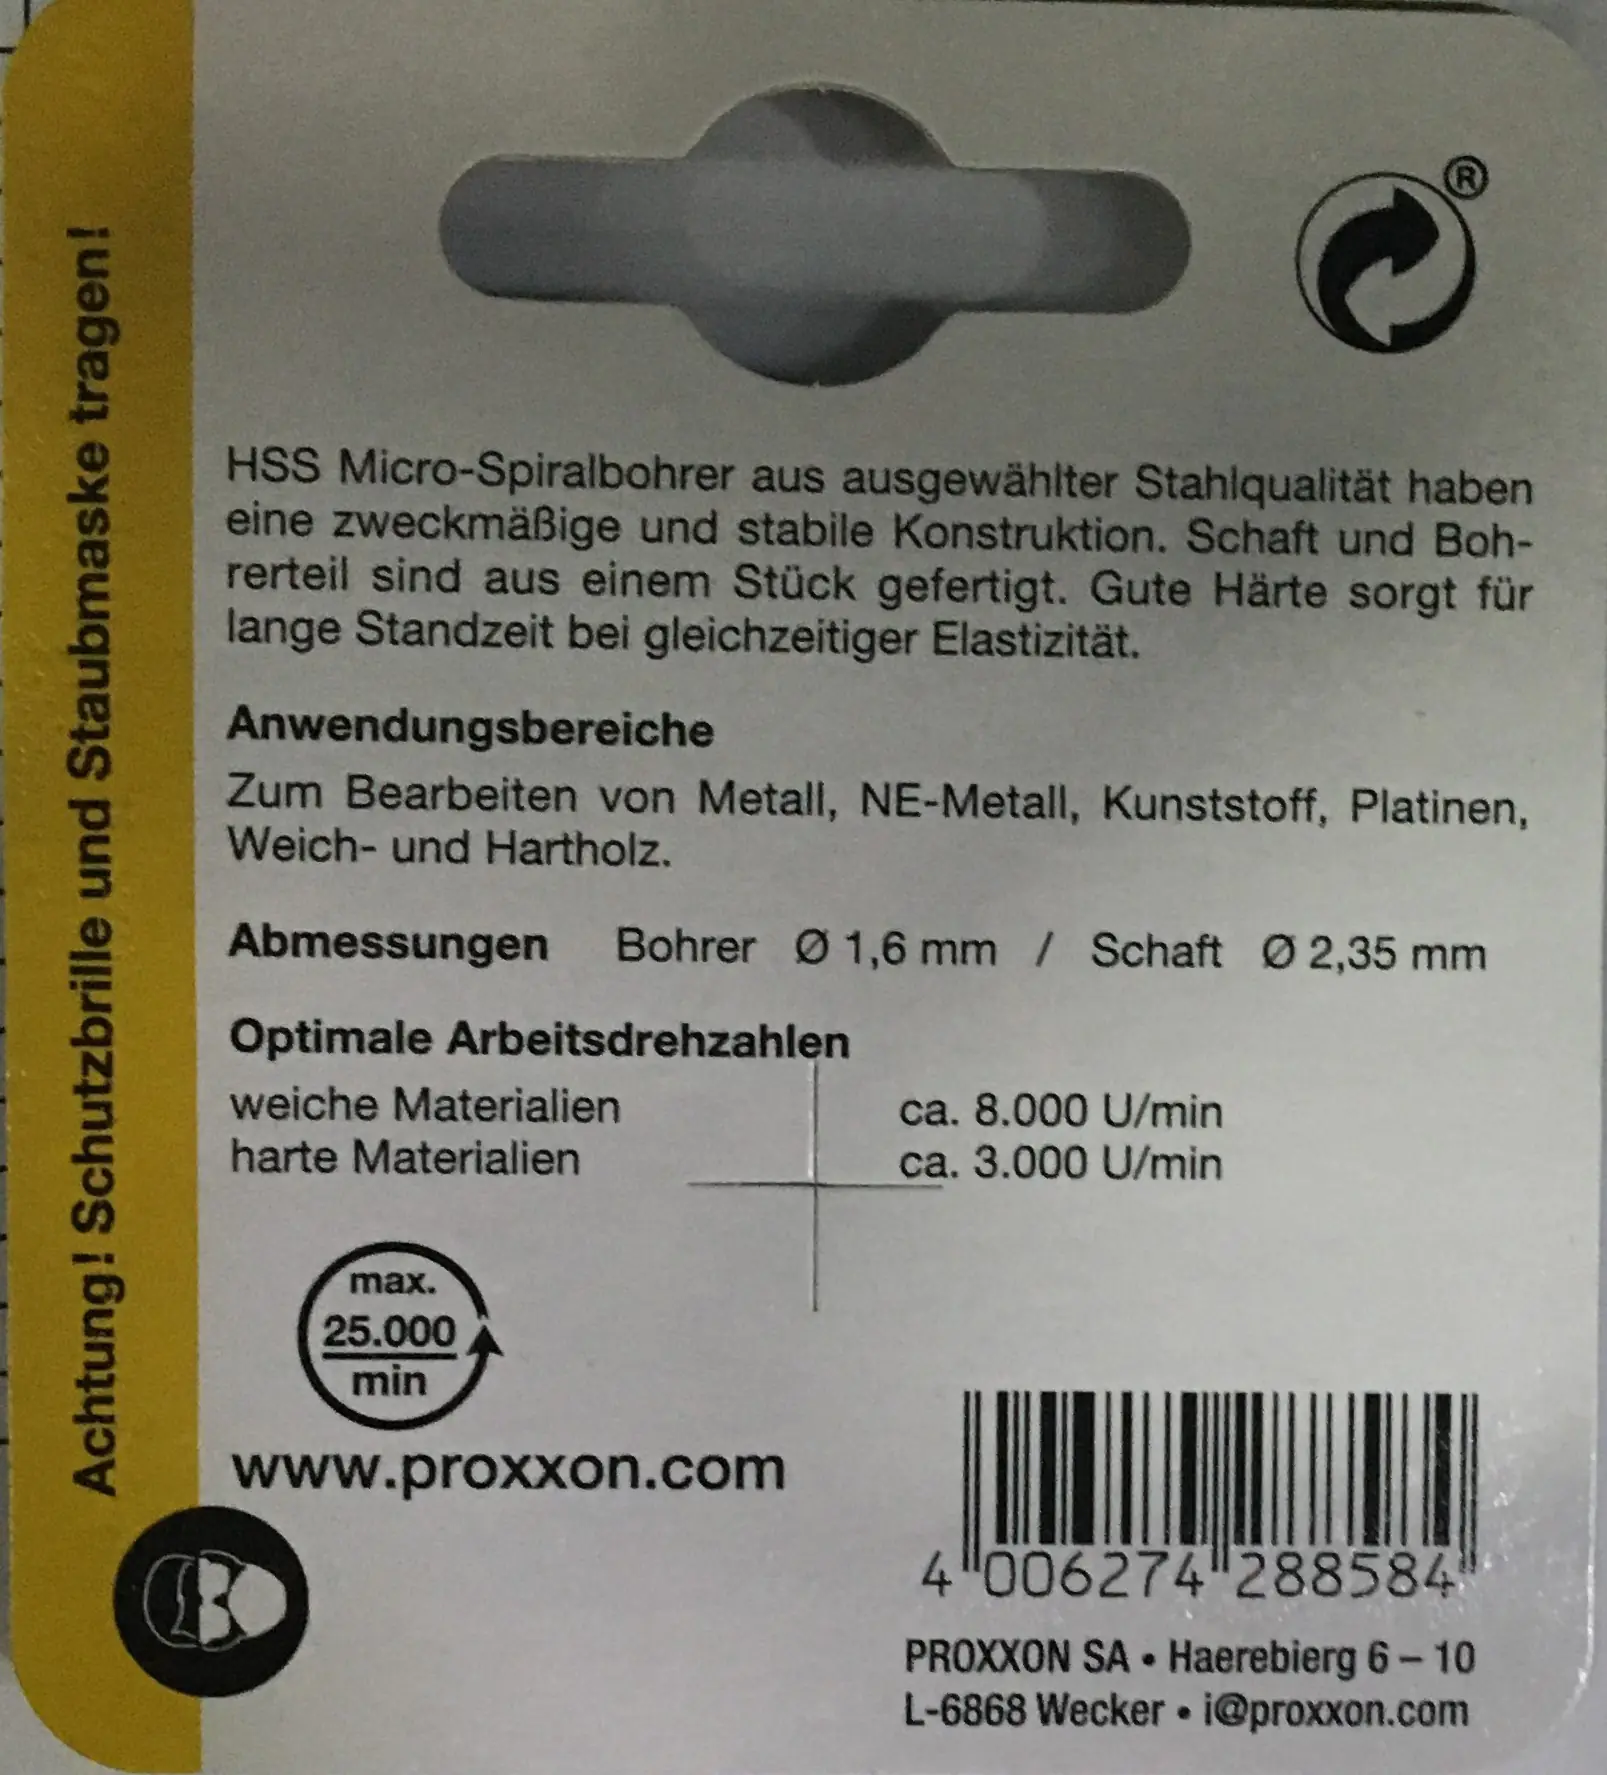 Achtung! Schutzbrille und Staubmaske tragen!
®
HSS Micro-Spiralbohrer aus ausgewählter Stahlqualität haben
eine zweckmäßige und stabile Konstruktion. Schaft und Boh-
rerteil sind aus einem Stück gefertigt. Gute Härte sorgt für
lange Standzeit bei gleichzeitiger Elastizität.
Anwendungsbereiche
Zum Bearbeiten von Metall, NE-Metall, Kunststoff, Platinen,
Weich- und Hartholz.
Abmessungen Bohrer Ø 1,6 mm / Schaft Ø 2,35 mm
Optimale Arbeitsdrehzahlen
weiche Materialien ca. 8.000 U/min
harte Materialien ca. 3.000 U/min
max.
25.000
min
www.proxxon.com
4 006274 288584
PROXXON SA • Haerebierg 6 – 10
L-6868 Wecker • i@proxxon.com